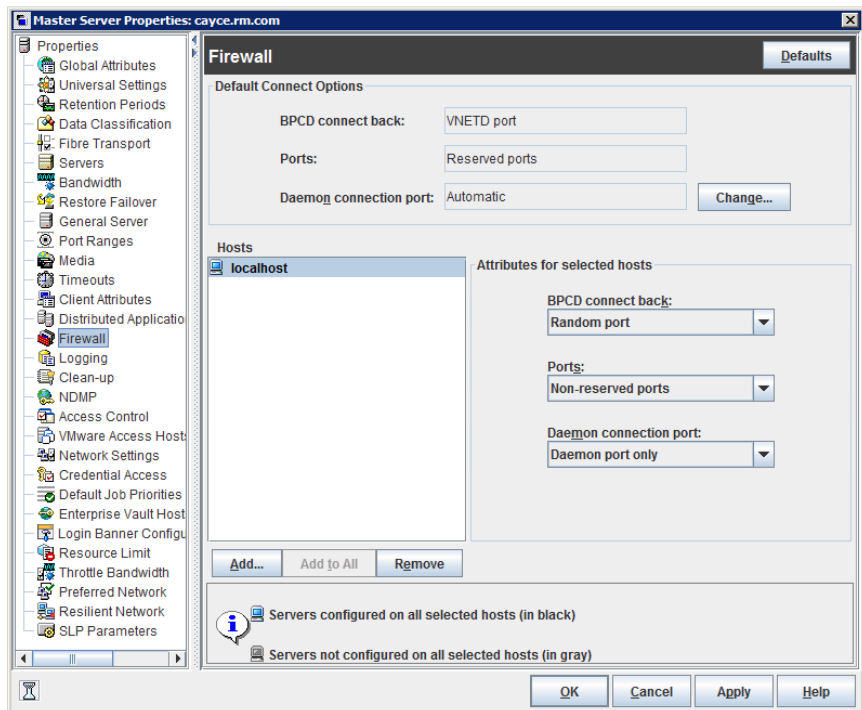 Master Server Properties: cayce.rm.com
Properties
Global Attributes
Universal Settings
Retention Periods
Data Classification
Fibre Transport
Servers
Bandwidth
Restore Failover
General Server
Port Ranges
Media
Timeouts
Client Attributes
Distributed Applicatio
Firewall
Logging
Clean-up
NDMP
Access Control
VMware Access Hosts
Network Settings
Credential Access
Default Job Priorities
Enterprise Vault Host
Login Banner Configu
Resource Limit
Throttle Bandwidth
Preferred Network
Resilient Network
SLP Parameters
Firewall
Defaults
Default Connect Options
BPCD connect back: VNETD port
Ports: Reserved ports
Daemon connection port: Automatic
Change...
Hosts
localhost
Attributes for selected hosts
BPCD connect back:
Random port
Ports:
Non-reserved ports
Daemon connection port:
Daemon port only
Add... Add to All Remove
Servers configured on all selected hosts (in black)
Servers not configured on all selected hosts (in gray)
OK Cancel Apply Help